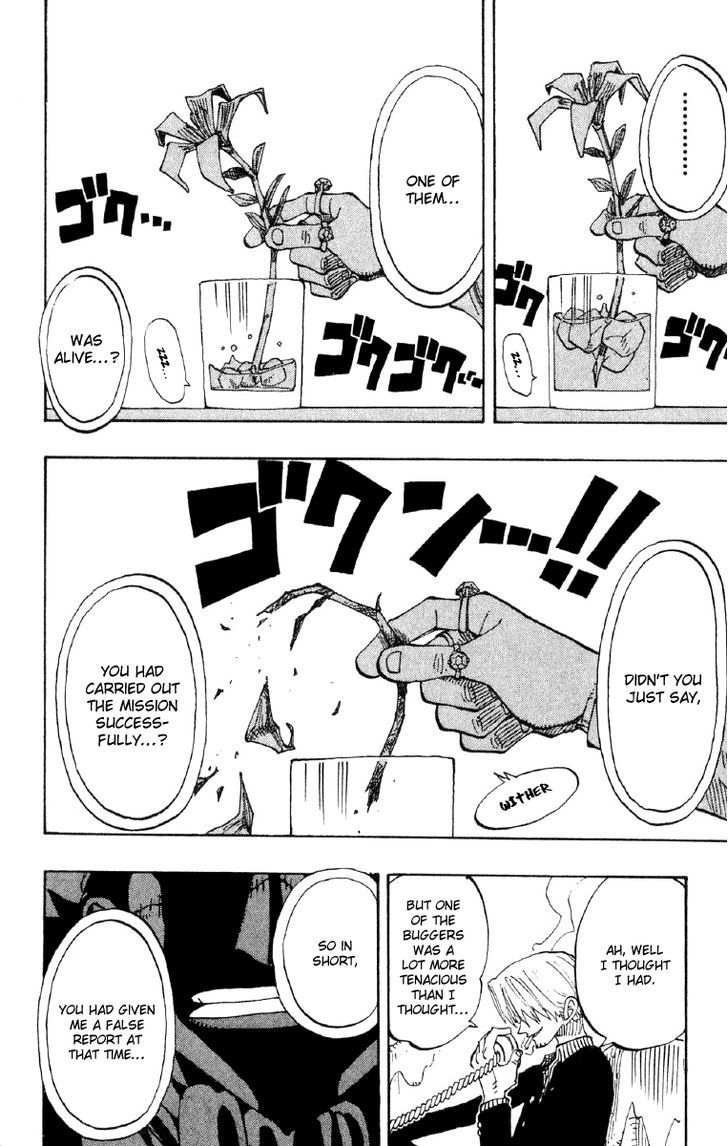 ........
ゴク
zz...
ゴク
ONE OF
THEM...
ゴク...
ゴクゴク...
WAS
ALIVE...?
zzz...
ゴクン...!!
DIDN'T YOU
JUST SAY,
YOU HAD
CARRIED OUT
THE MISSION
SUCCESS-
FULLY...?
WITHER
AH, WELL
I THOUGHT
I HAD.
BUT ONE
OF THE
BUGGERS
WAS A
LOT MORE
TENACIOUS
THAN I
THOUGHT...
SO IN
SHORT,
YOU HAD GIVEN
ME A FALSE
REPORT AT
THAT TIME...